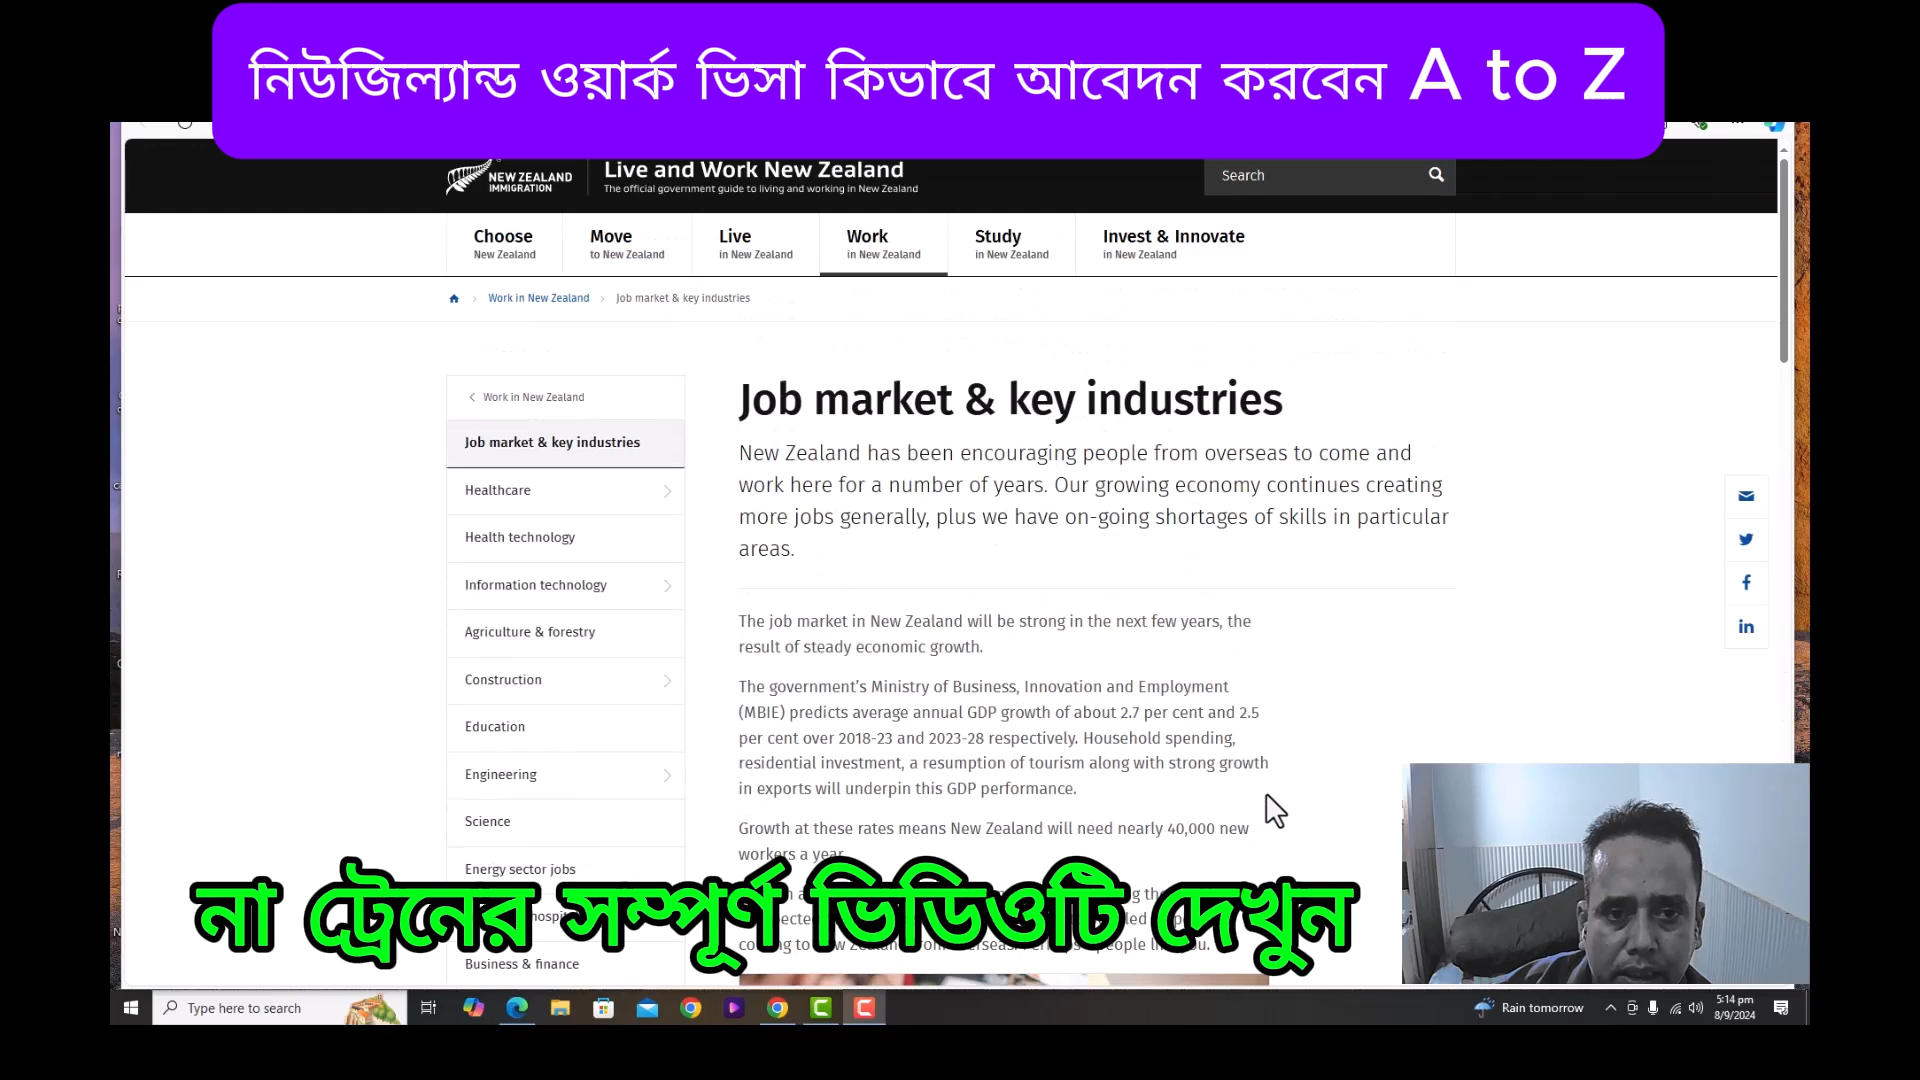 নিউজিল্যান্ড ওয়ার্ক ভিসা কিভাবে আবেদন করবেন A to Z
NEW ZEALAND
IMMIGRATION
Live and Work New Zealand
The official government guide to living and working in New Zealand
Search
Choose
New Zealand
Move
to New Zealand
Live
in New Zealand
Work
in New Zealand
Study
in New Zealand
Invest & Innovate
in New Zealand
Work in New Zealand
Job market & key industries
Work in New Zealand
Job market & key industries
Healthcare
Health technology
Information technology
Agriculture & forestry
Construction
Education
Engineering
Science
Energy sector jobs
Business & finance
Job market & key industries
New Zealand has been encouraging people from overseas to come and
work here for a number of years. Our growing economy continues creating
more jobs generally, plus we have on-going shortages of skills in particular
areas.
The job market in New Zealand will be strong in the next few years, the
result of steady economic growth.
The government's Ministry of Business, Innovation and Employment
(MBIE) predicts average annual GDP growth of about 2.7 per cent and 2.5
per cent over 2018-23 and 2023-28 respectively. Household spending,
residential investment, a resumption of tourism along with strong growth
in exports will underpin this GDP performance.
Growth at these rates means New Zealand will need nearly 40,000 new
workers a year.
না ট্রেনের সম্পূর্ণ ভিডিওটি দেখুন
Type here to search
Rain tomorrow
5:14 pm
8/9/2024